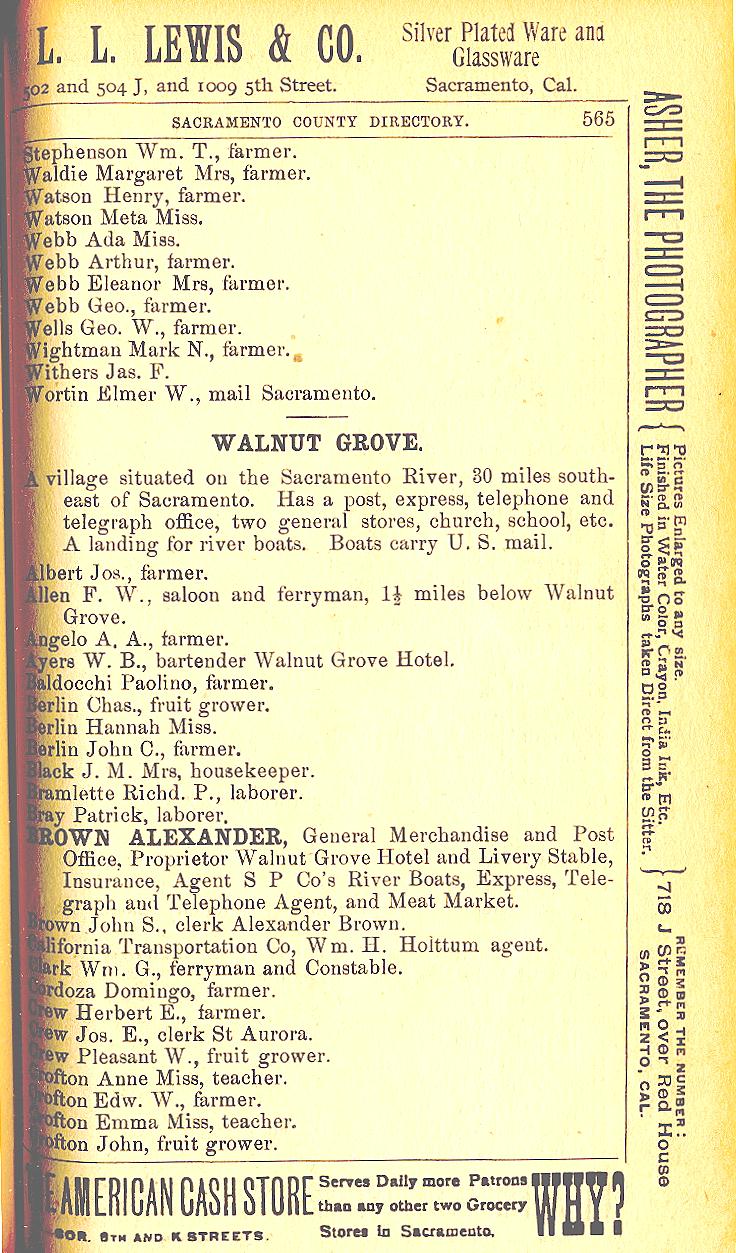 L. L. LEWIS & CO.
Silver Plated Ware and
Glassware
502 and 504 J, and 1009 5th Street.
Sacramento, Cal.
SACRAMENTO COUNTY DIRECTORY. 565
Stephenson Wm. T., farmer.
Waldie Margaret Mrs, farmer.
Watson Henry, farmer.
Watson Meta Miss.
Webb Ada Miss.
Webb Arthur, farmer.
Webb Eleanor Mrs, farmer.
Webb Geo., farmer.
Wells Geo. W., farmer.
Wightman Mark N., farmer.
Withers Jas. F.
Wortin Elmer W., mail Sacramento.
WALNUT GROVE.
A village situated on the Sacramento River, 30 miles south-
east of Sacramento. Has a post, express, telephone and
telegraph office, two general stores, church, school, etc.
A landing for river boats. Boats carry U. S. mail.
Albert Jos., farmer.
Allen F. W., saloon and ferryman, 1½ miles below Walnut
Grove.
Angelo A. A., farmer.
Ayers W. B., bartender Walnut Grove Hotel.
Baldocchi Paolino, farmer.
Berlin Chas., fruit grower.
Berlin Hannah Miss.
Berlin John C., farmer.
Black J. M. Mrs, housekeeper.
Bramlette Richd. P., laborer.
Bray Patrick, laborer.
BROWN ALEXANDER, General Merchandise and Post
Office, Proprietor Walnut Grove Hotel and Livery Stable,
Insurance, Agent S P Co's River Boats, Express, Tele-
graph and Telephone Agent, and Meat Market.
Brown John S., clerk Alexander Brown.
California Transportation Co, Wm. H. Hoittum agent.
Clark Wm. G., ferryman and Constable.
Cordoza Domingo, farmer.
Crew Herbert E., farmer.
Crew Jos. E., clerk St Aurora.
Crew Pleasant W., fruit grower.
Crofton Anne Miss, teacher.
Crofton Edw. W., farmer.
Crofton Emma Miss, teacher.
Crofton John, fruit grower.
THE AMERICAN CASH STORE
COR. 8TH AND K STREETS.
Serves Daily more Patrons
than any other two Grocery
Stores in Sacramento.
WHY?
ASHER, THE PHOTOGRAPHER
Pictures Enlarged to any size.
Finished in Water Color, Crayon, India Ink, Etc.
Life Size Photographs taken Direct from the Sitter.
REMEMBER THE NUMBER:
718 J Street, over Red House
SACRAMENTO, CAL.